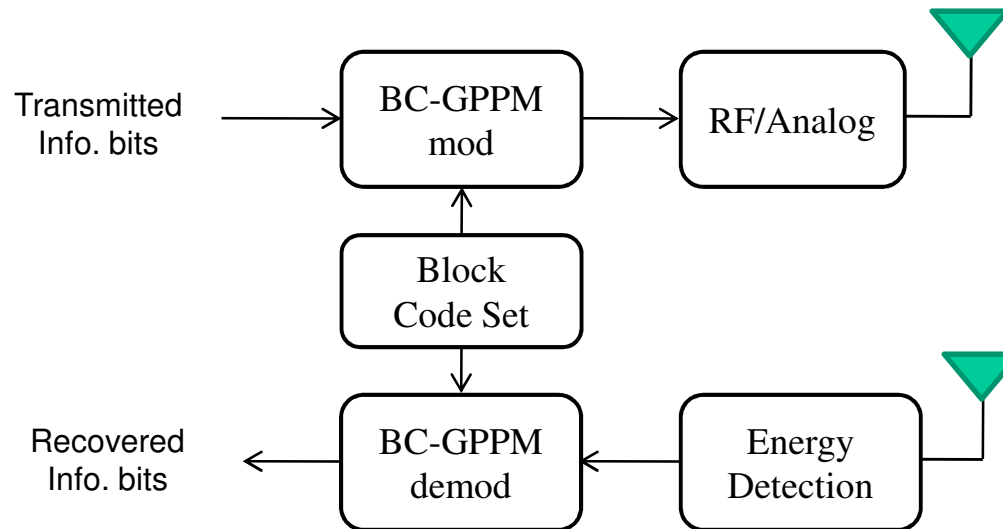 Transmitted
Info. bits
BC-GPPM
mod
RF/Analog
Block
Code Set
Recovered
Info. bits
BC-GPPM
demod
Energy
Detection